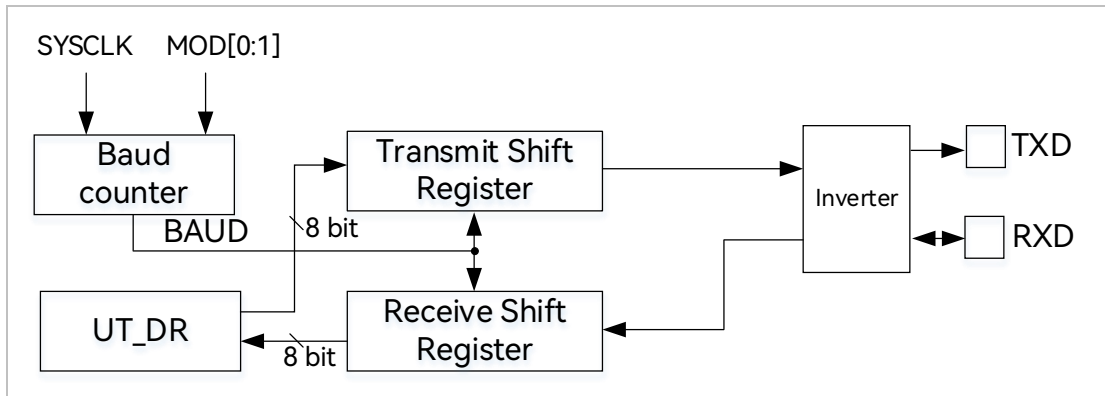 SYSCLK MOD[0:1]
Baud
counter
Transmit Shift
Register
Inverter
TXD
BAUD
8 bit
RXD
UT_DR
8 bit
Receive Shift
Register